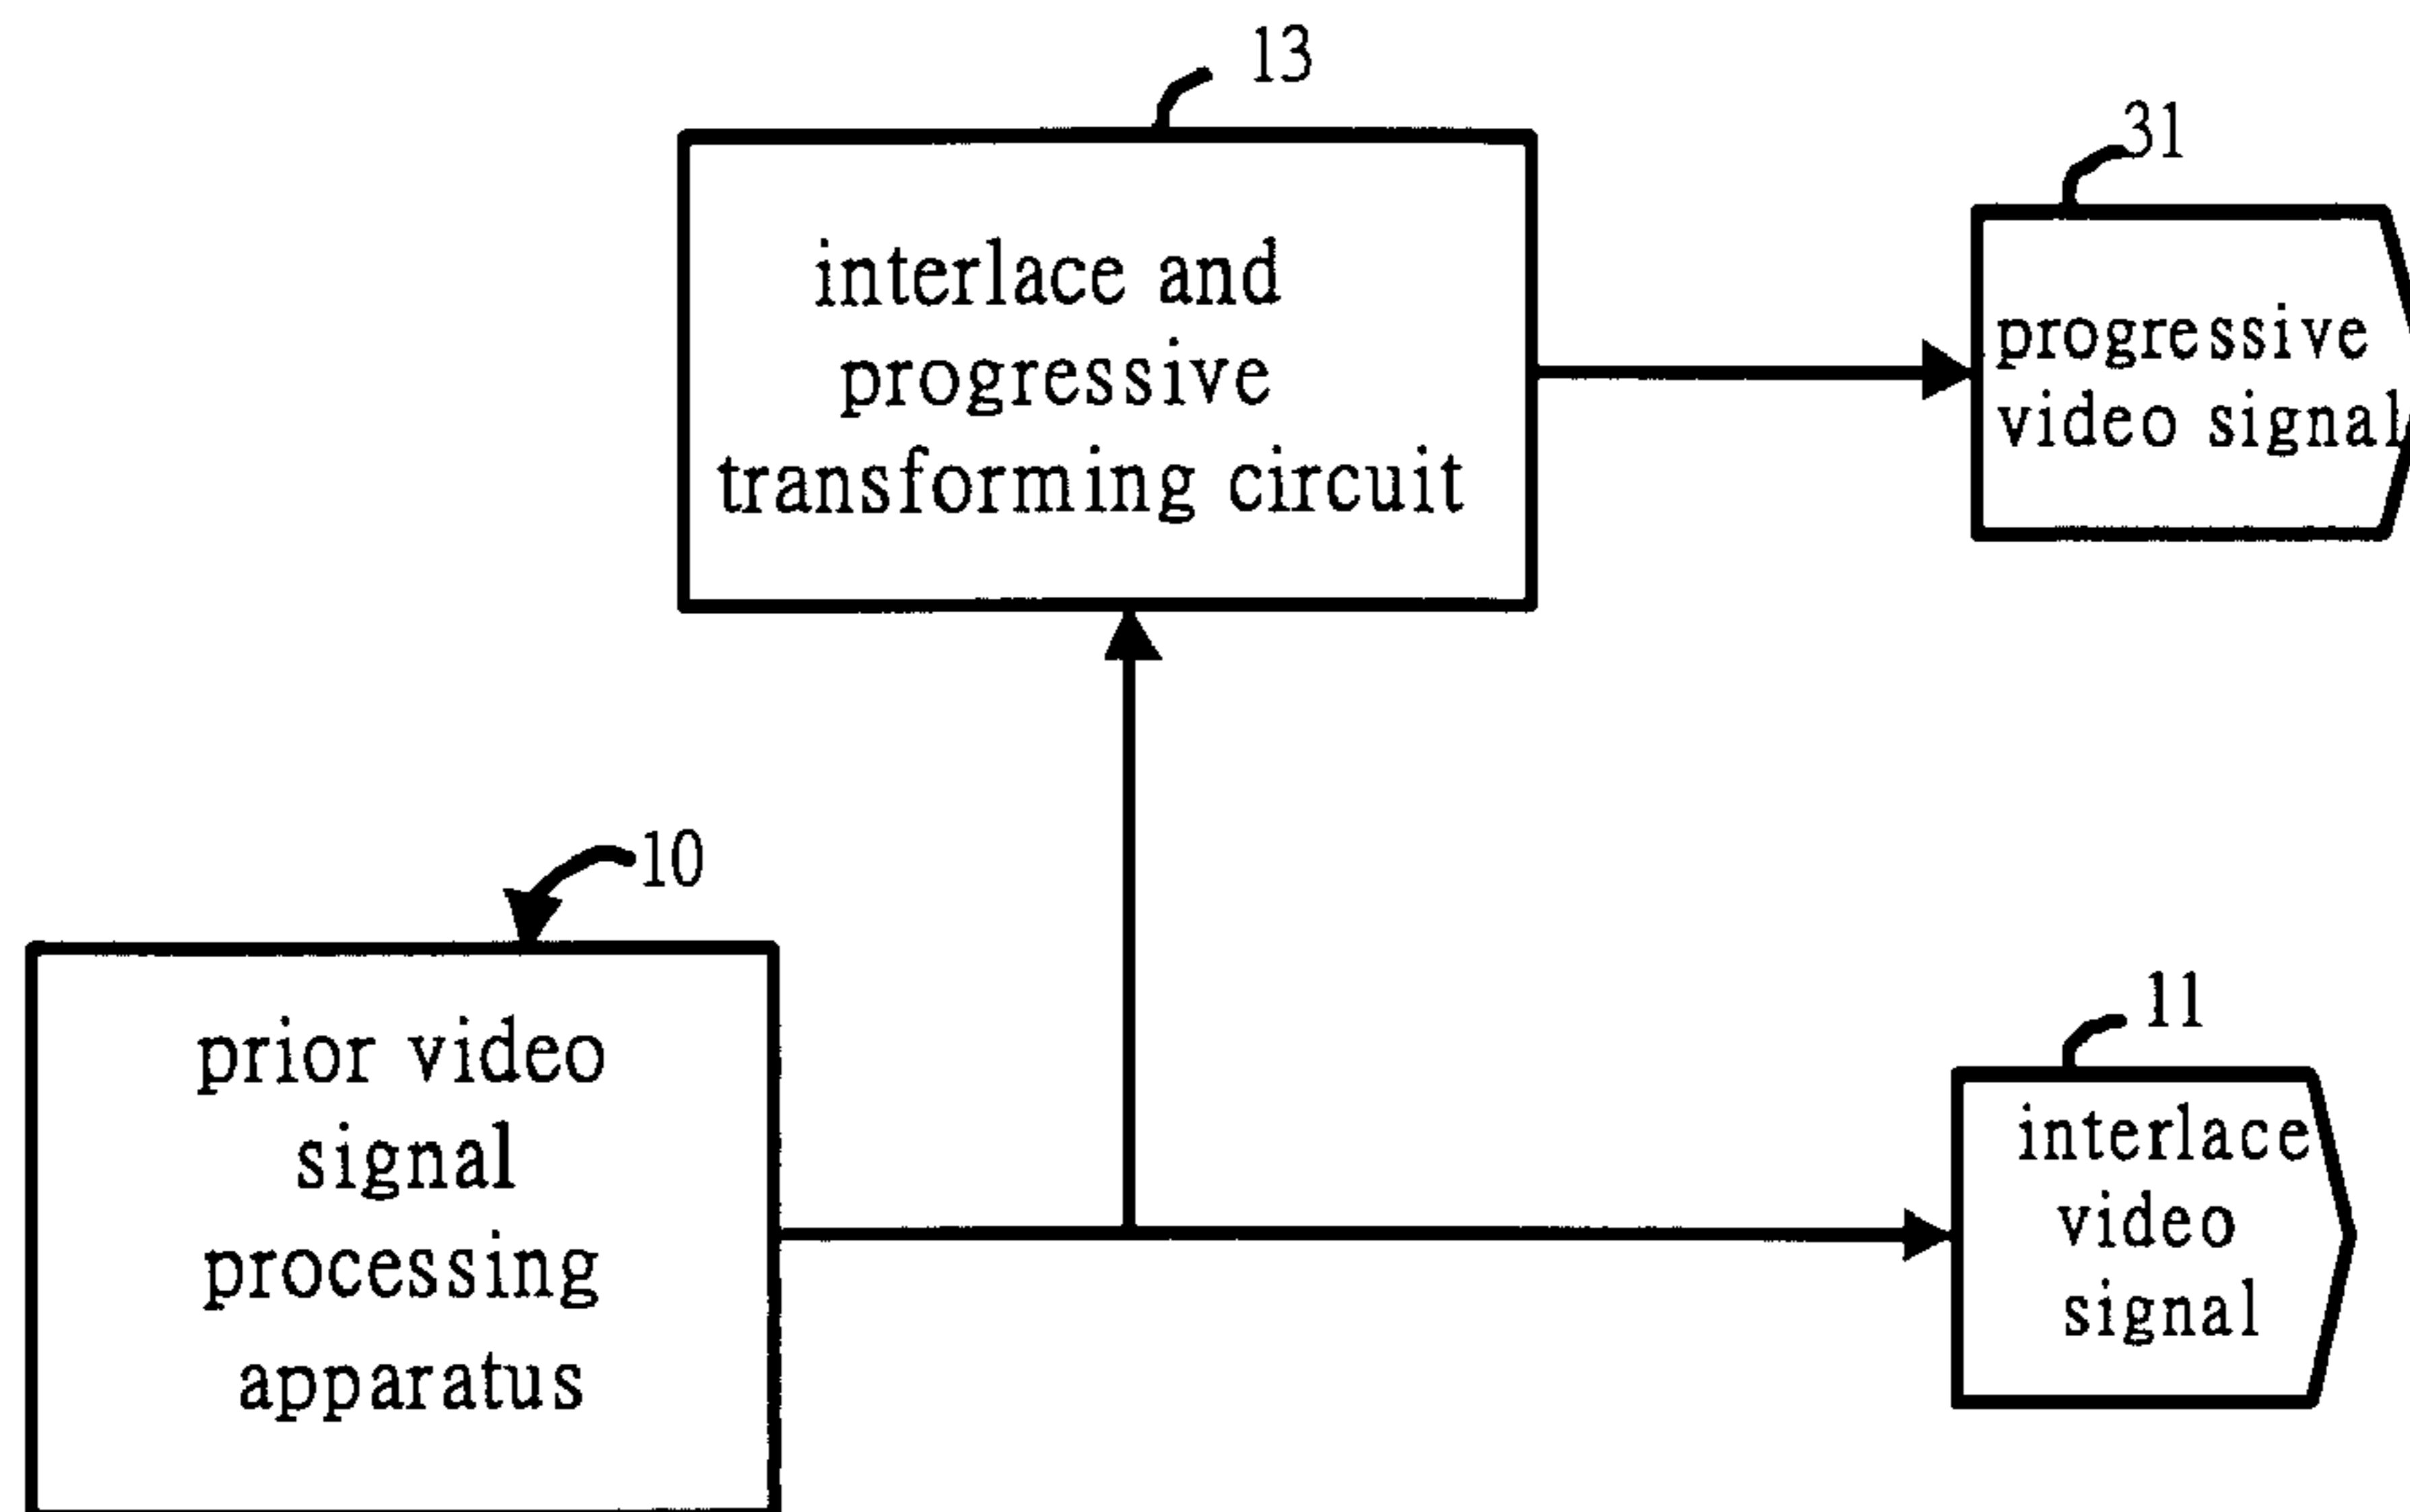 13
interlace and
progressive
transforming circuit
31
progressive
video signal
10
prior video
signal
processing
apparatus
11
interlace
video
signal